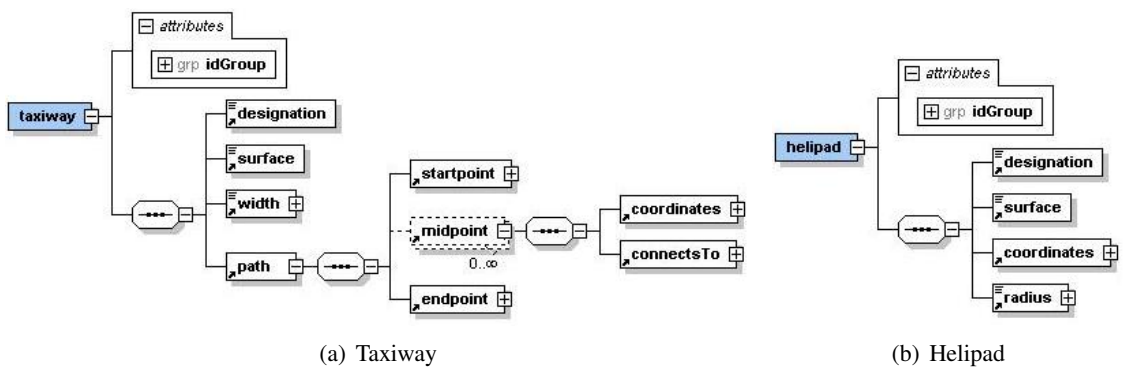 attributes
grp idGroup
taxiway
designation
surface
width
path
startpoint
midpoint
0..∞
endpoint
coordinates
connectsTo
(a) Taxiway
attributes
grp idGroup
helipad
designation
surface
coordinates
radius
(b) Helipad